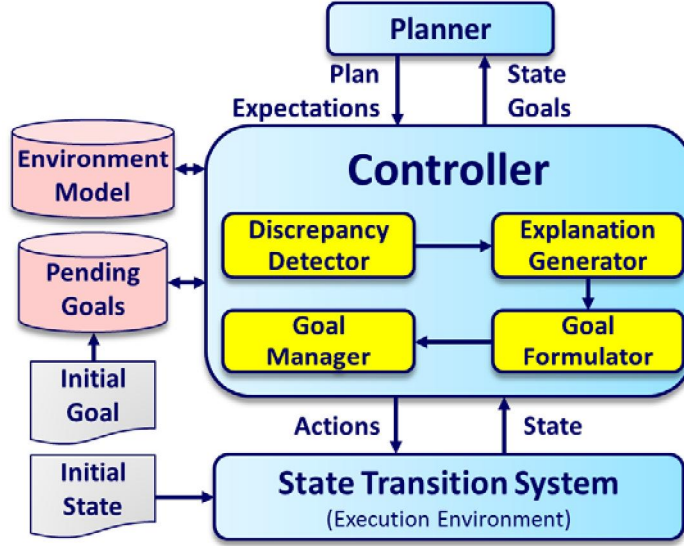 Planner
Plan
Expectations
State
Goals
Environment
Model
Controller
Discrepancy
Detector
Explanation
Generator
Pending
Goals
Goal
Manager
Goal
Formulator
Initial
Goal
Actions
State
Initial
State
State Transition System
(Execution Environment)